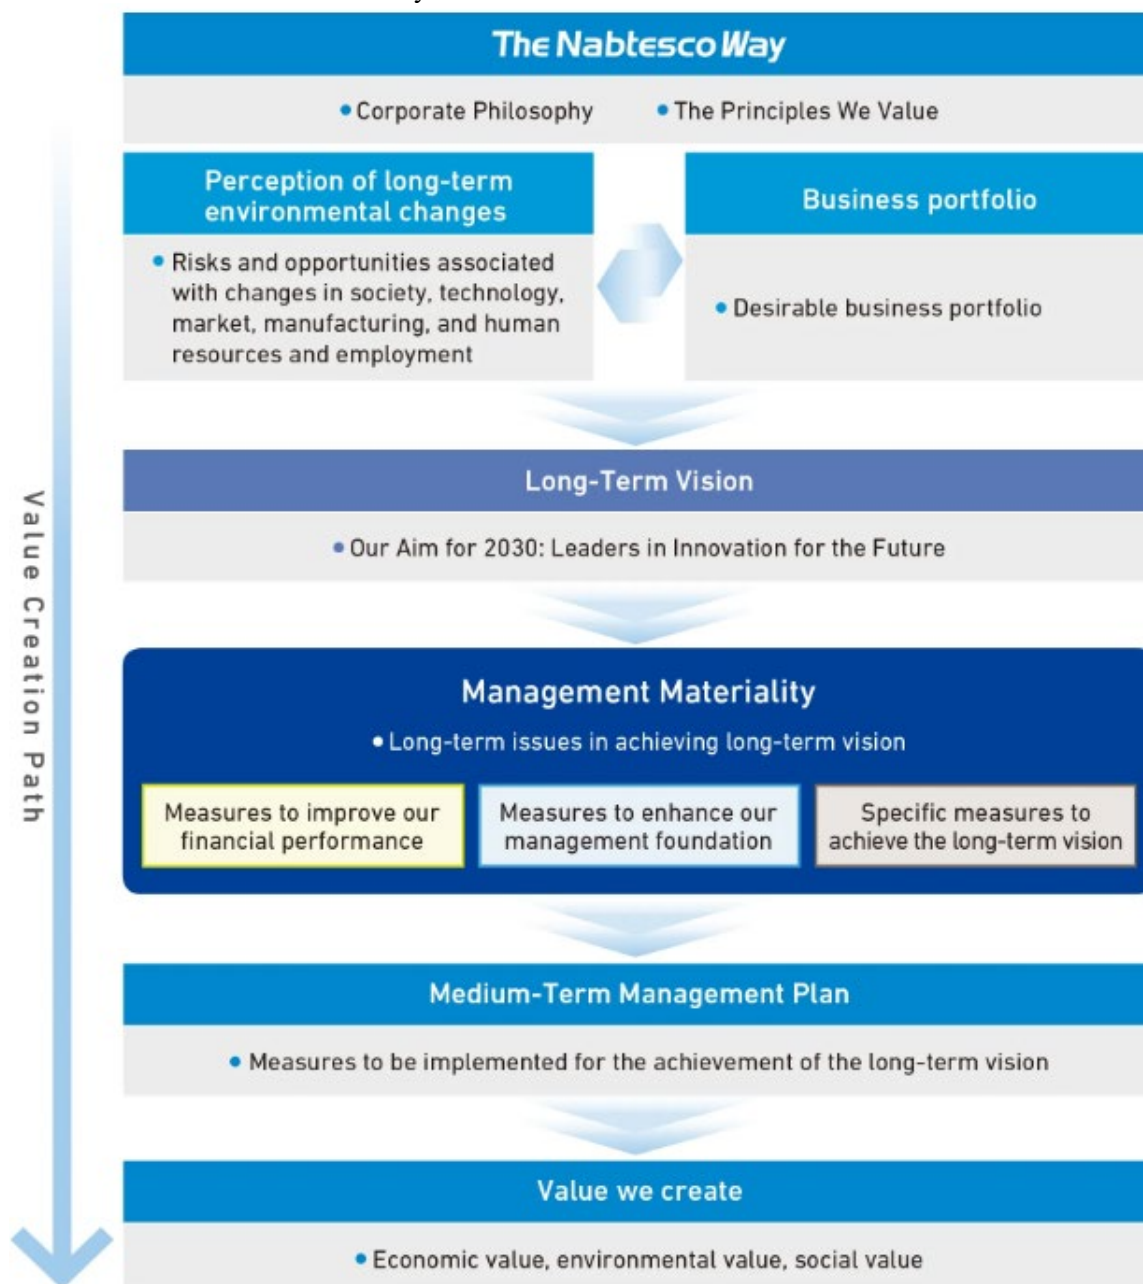 The Nabtesco Way
• Corporate Philosophy • The Principles We Value
Perception of long-term
environmental changes
• Risks and opportunities associated
with changes in society, technology,
market, manufacturing, and human
resources and employment
Business portfolio
• Desirable business portfolio
Value Creation Path
Long-Term Vision
• Our Aim for 2030: Leaders in Innovation for the Future
Management Materiality
• Long-term issues in achieving long-term vision
Measures to improve our
financial performance
Measures to enhance our
management foundation
Specific measures to
achieve the long-term vision
Medium-Term Management Plan
• Measures to be implemented for the achievement of the long-term vision
Value we create
• Economic value, environmental value, social value